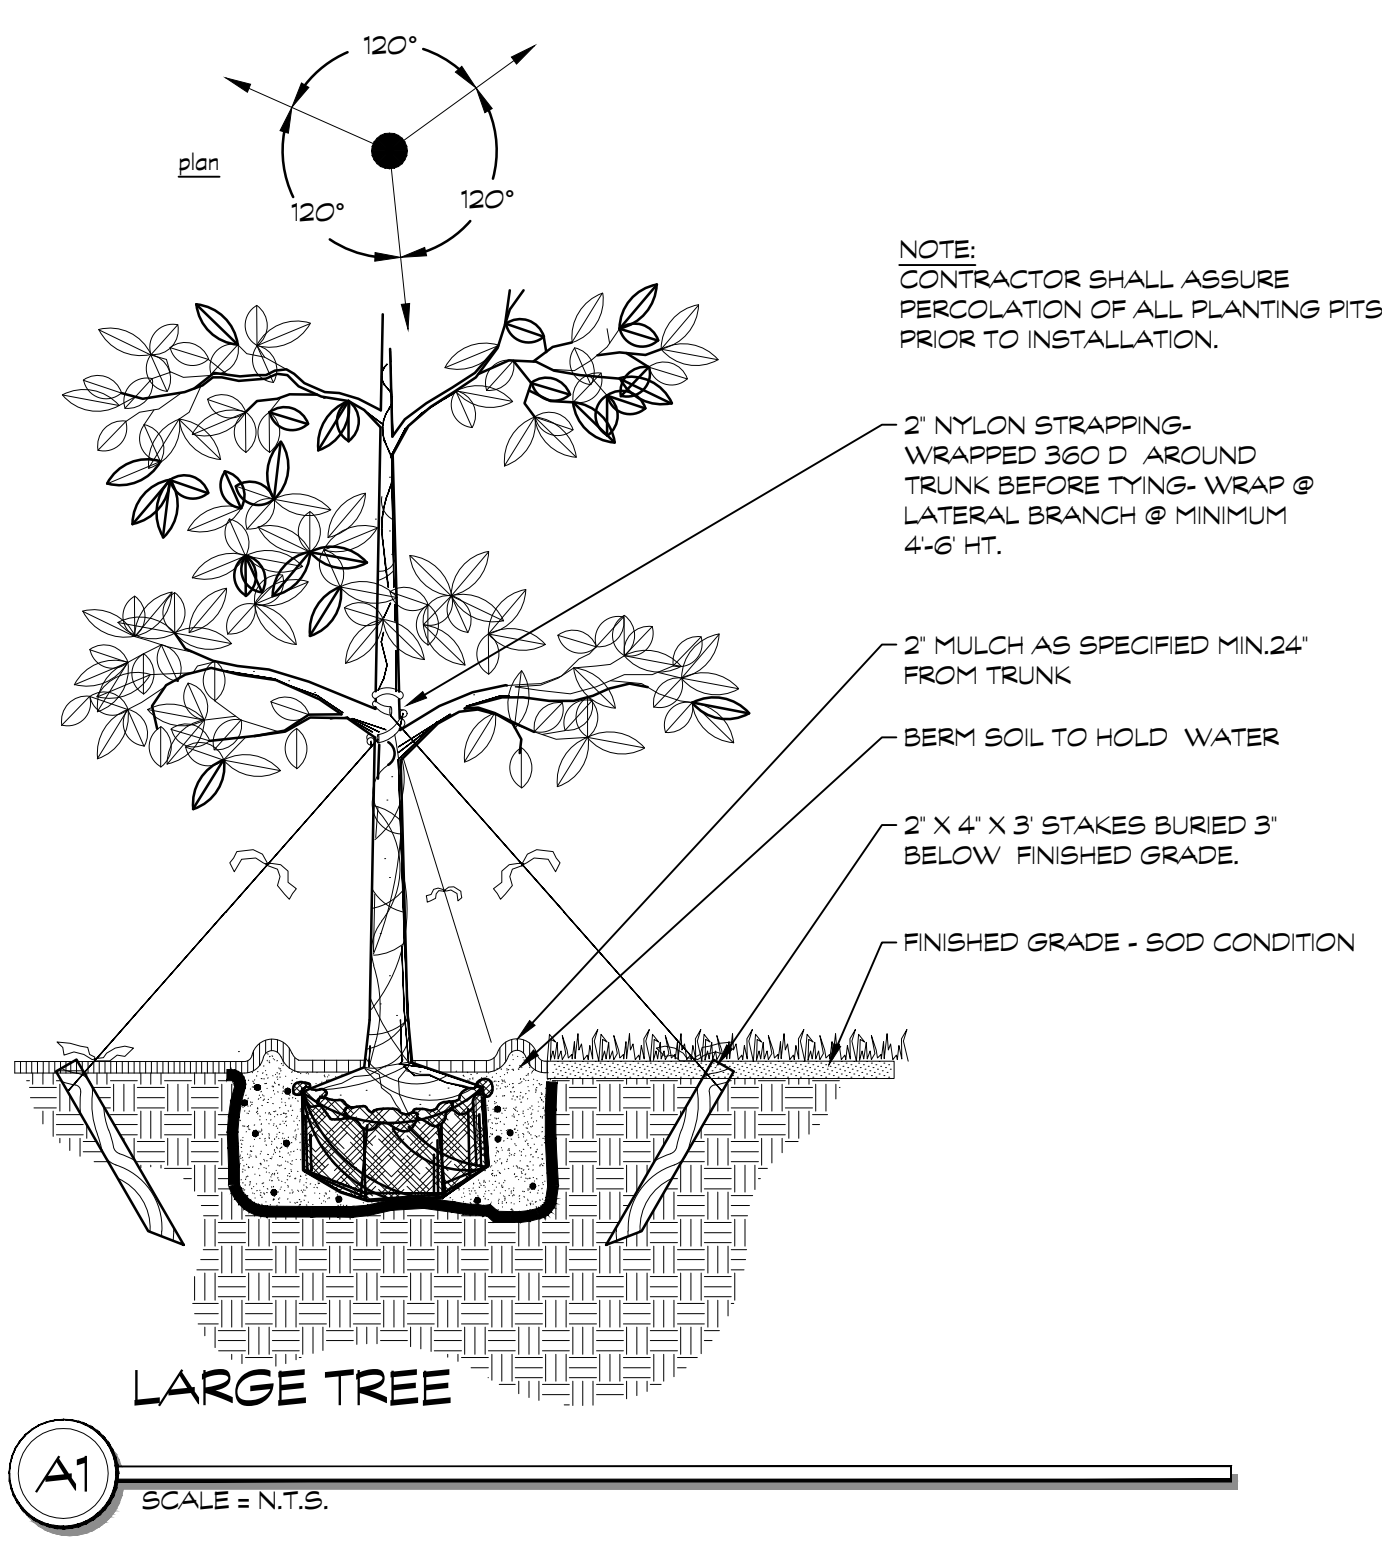 120°
plan
120°
120°
NOTE:
CONTRACTOR SHALL ASSURE
PERCOLATION OF ALL PLANTING PITS
PRIOR TO INSTALLATION.
2" NYLON STRAPPING-
WRAPPED 360 D AROUND
TRUNK BEFORE TYING- WRAP @
LATERAL BRANCH @ MINIMUM
4'-6' HT.
2" MULCH AS SPECIFIED MIN.24"
FROM TRUNK
BERM SOIL TO HOLD WATER
2" X 4" X 3' STAKES BURIED 3"
BELOW FINISHED GRADE.
FINISHED GRADE - SOD CONDITION
LARGE TREE
A1
SCALE = N.T.S.